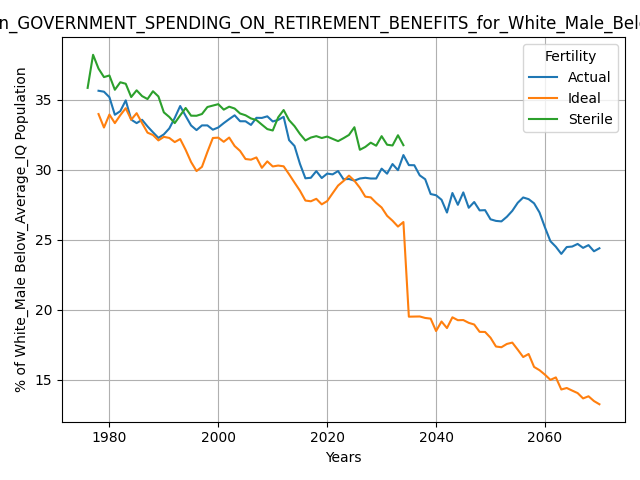 n_GOVERNMENT_SPENDING_ON_RETIREMENT_BENEFITS_for_White_Male_Belo
Fertility
Actual
Ideal
Sterile
% of White_Male Below_Average_IQ Population
35
30
25
20
15
1980
2000
2020
2040
2060
Years